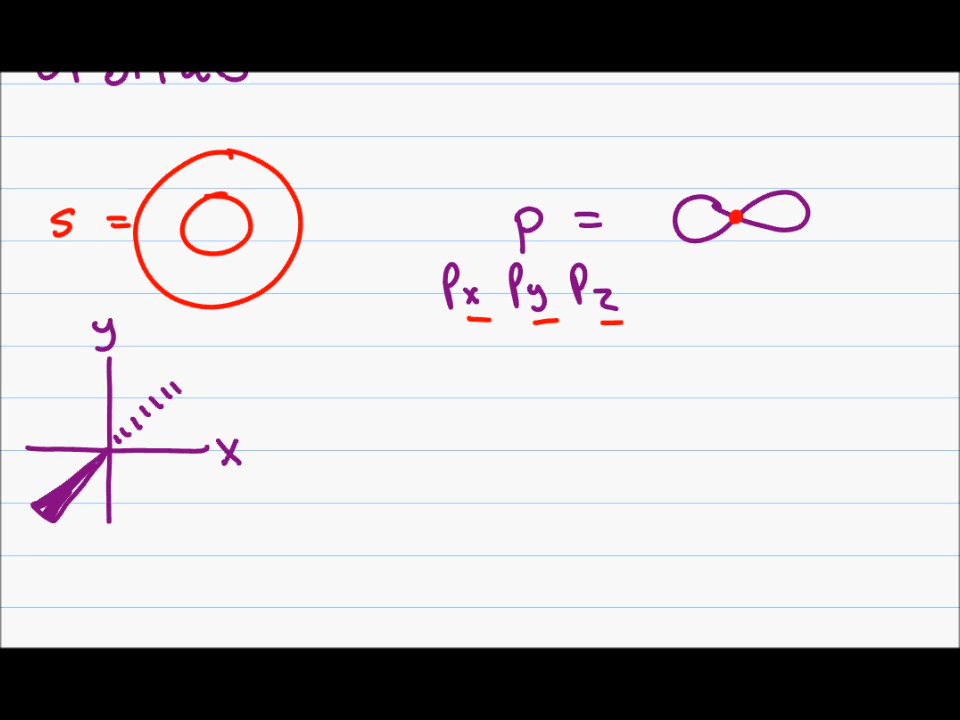 s =
p =
Px Py Pz
y
x